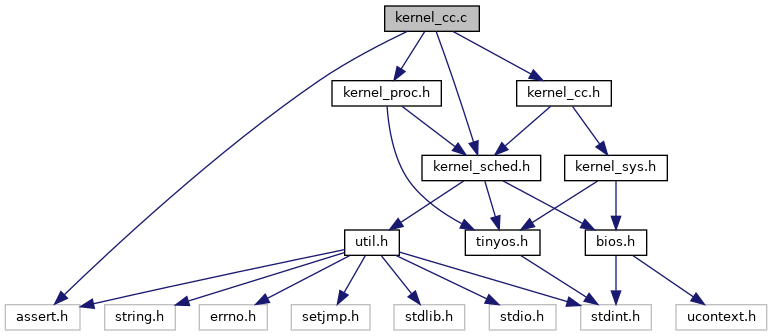 kernel_cc.c
kernel_proc.h
kernel_cc.h
kernel_sched.h
kernel_sys.h
util.h
tinyos.h
bios.h
assert.h
string.h
errno.h
setjmp.h
stdlib.h
stdio.h
stdint.h
ucontext.h